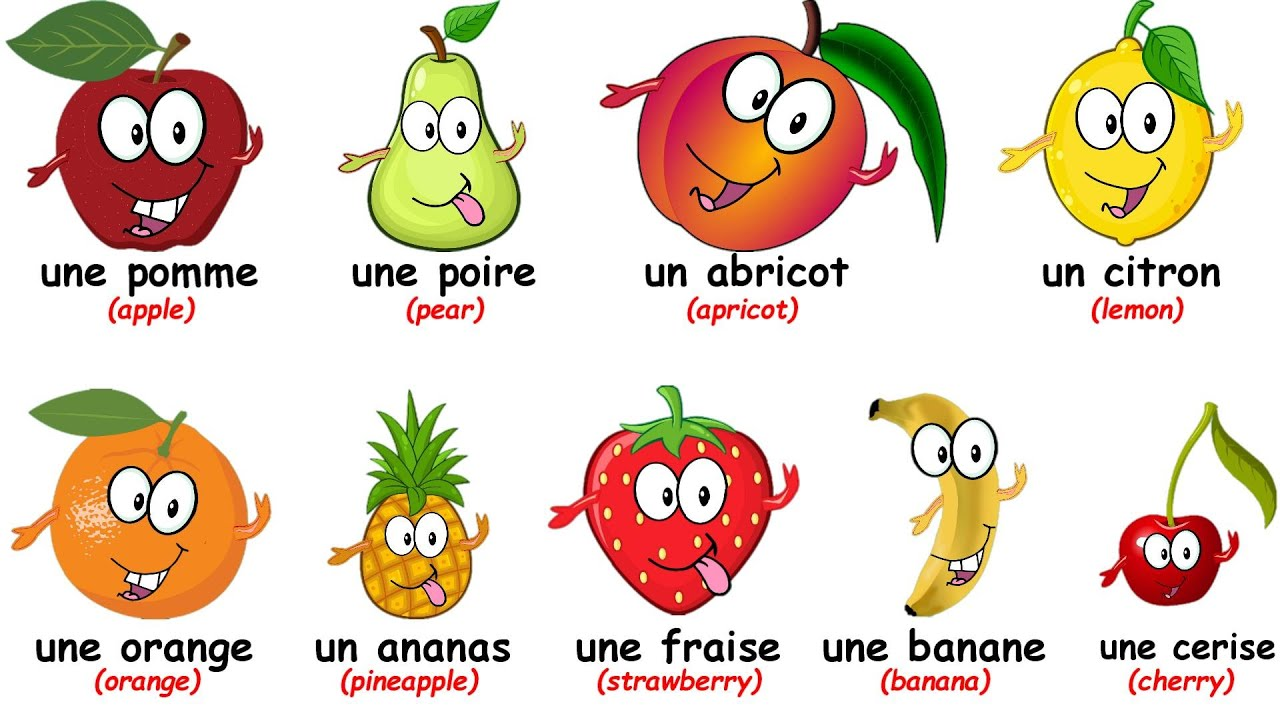 une pomme
(apple)
une poire
(pear)
un abricot
(apricot)
un citron
(lemon)
une orange
(orange)
un ananas
(pineapple)
une fraise
(strawberry)
une banane
(banana)
une cerise
(cherry)